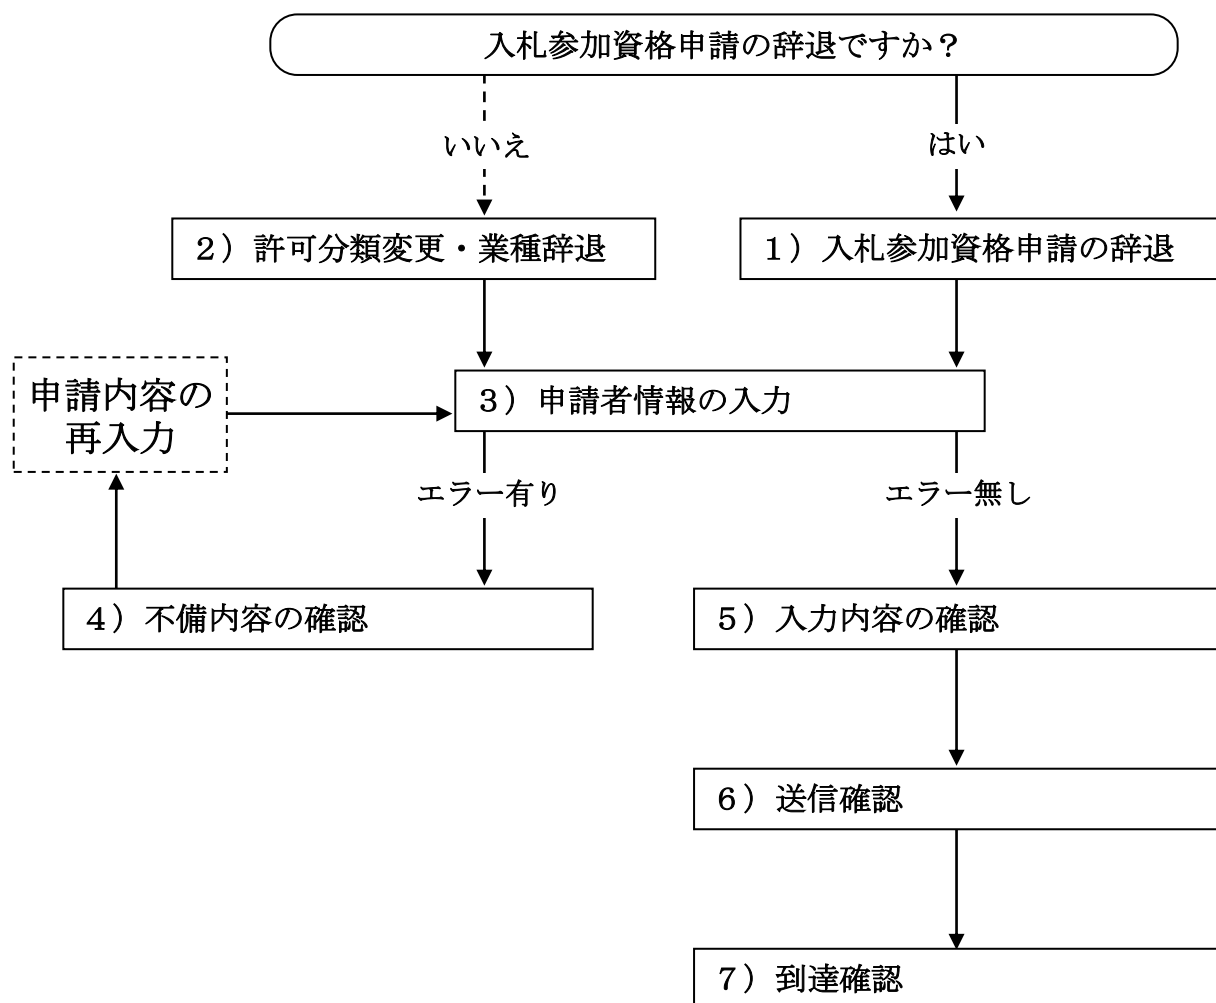 入札参加資格申請の辞退ですか？
いいえ
はい
２）許可分類変更・業種辞退
１）入札参加資格申請の辞退
申請内容の
再入力
３）申請者情報の入力
エラー有り
エラー無し
４）不備内容の確認
５）入力内容の確認
６）送信確認
７）到達確認